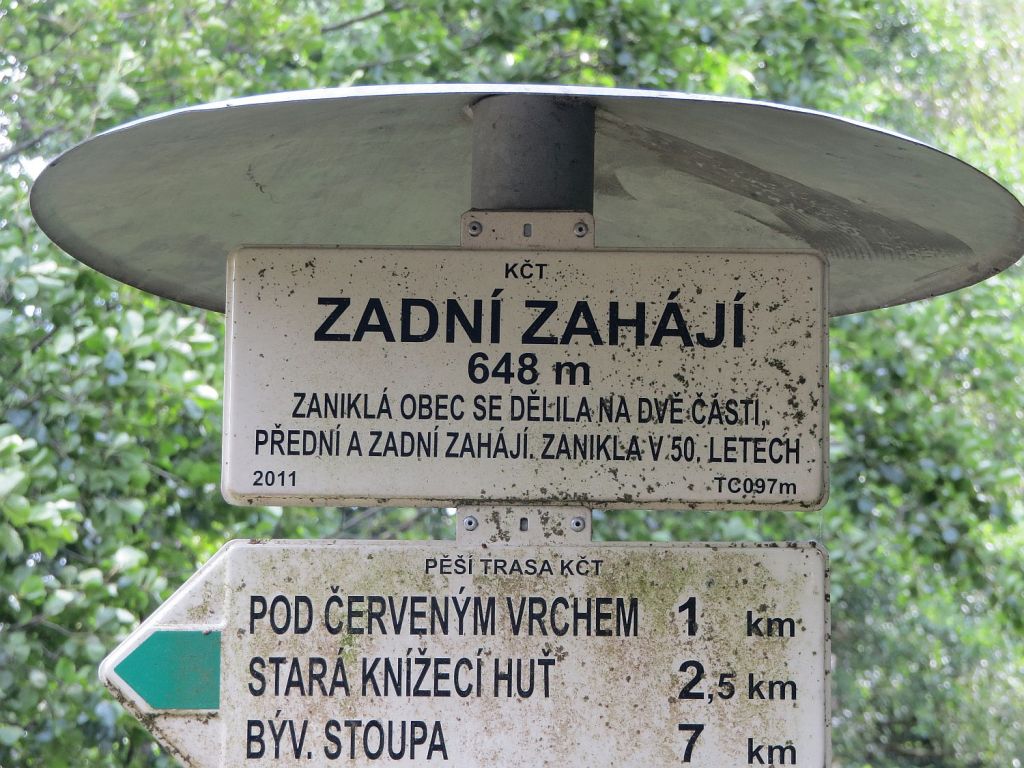 KČT
ZADNÍ ZAHÁJÍ
648 m
ZANIKLÁ OBEC SE DĚLILA NA DVĚ ČÁSTI,
PŘEDNÍ A ZADNÍ ZAHÁJÍ. ZANIKLA V 50. LETECH
2011 TC097m
PĚŠÍ TRASA KČT
POD ČERVENÝM VRCHEM 1 km
STARÁ KNÍŽECÍ HUŤ 2,5 km
BÝV. STOUPA 7 km